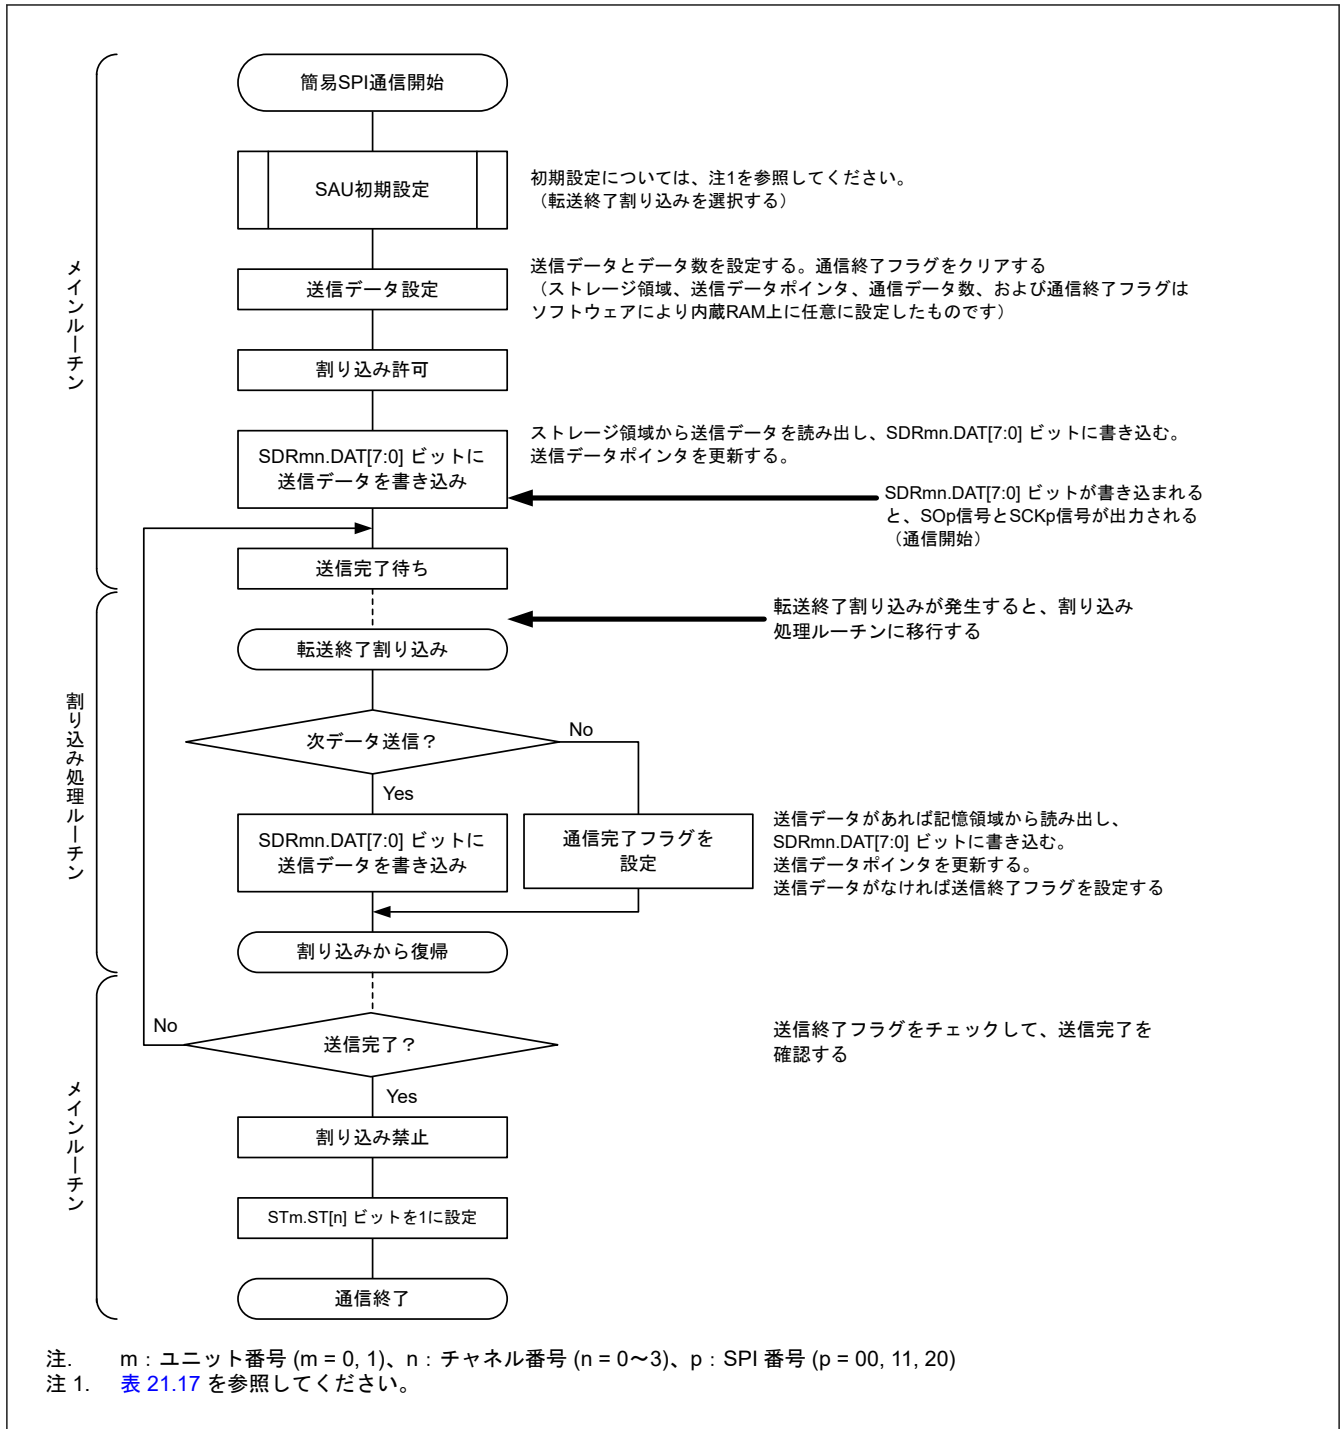 簡易SPI通信開始
SAU初期設定
初期設定については、注1を参照してください。
（転送終了割り込みを選択する）
メインルーチン
送信データ設定
送信データとデータ数を設定する。通信終了フラグをクリアする
（ストレージ領域、送信データポインタ、通信データ数、および通信終了フラグは
ソフトウェアにより内蔵RAM上に任意に設定したものです）
割り込み許可
SDRmn.DAT[7:0] ビットに
送信データを書き込み
ストレージ領域から送信データを読み出し、SDRmn.DAT[7:0] ビットに書き込む。
送信データポインタを更新する。
SDRmn.DAT[7:0] ビットが書き込まれる
と、SOp信号とSCKp信号が出力される
（通信開始）
送信完了待ち
転送終了割り込みが発生すると、割り込み
処理ルーチンに移行する
転送終了割り込み
割り込み処理ルーチン
次データ送信？
No
Yes
SDRmn.DAT[7:0] ビットに
送信データを書き込み
通信完了フラグを
設定
送信データがあれば記憶領域から読み出し、
SDRmn.DAT[7:0] ビットに書き込む。
送信データポインタを更新する。
送信データがなければ送信終了フラグを設定する
割り込みから復帰
No
送信完了？
送信終了フラグをチェックして、送信完了を
確認する
Yes
メインルーチン
割り込み禁止
STm.ST[n] ビットを1に設定
通信終了
注. m：ユニット番号 (m = 0, 1)、n：チャネル番号 (n = 0～3)、p：SPI 番号 (p = 00, 11, 20)
注 1. 表 21.17 を参照してください。